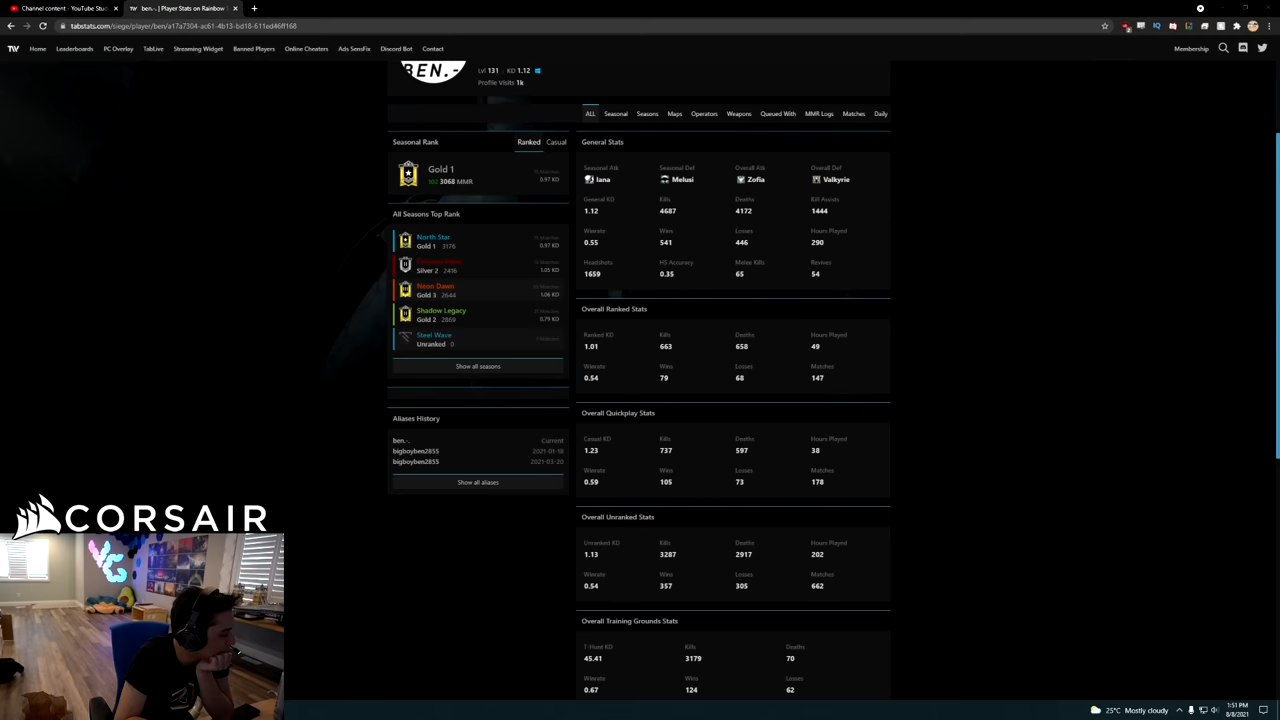 Channel content - YouTube Stu
ben.-. | Player Stats on Rainbow
tabstats.com/siege/player/ben/a17a7304-ac61-4b13-bd18-611ed46ff168
Home Leaderboards PC Overlay TabLive Streaming Widget Banned Players Online Cheaters Ads SensFix Discord Bot Contact Membership
BEN.-
Lvl 131 KD 1.12
Profile Visits 1k
ALL Seasonal Seasons Maps Operators Weapons Queued With MMR Logs Matches Daily
Seasonal Rank Ranked Casual
Gold 1
102 3068 MMR 0.97 KD
All Seasons Top Rank
North Star
Gold 1 3176 0.97 KD
Silver 2 2416 1.05 KD
Neon Dawn
Gold 3 2644 1.06 KD
Shadow Legacy
Gold 2 2869 0.79 KD
Steel Wave
Unranked 0
Show all seasons
Aliases History
ben.-. Current
bigboyben2855 2021-01-18
bigboyben2855 2021-03-20
Show all aliases
General Stats
Seasonal Atk Seasonal Def Overall Atk Overall Def
Iana Melusi Zofia Valkyrie
General KD Kills Deaths Kill Assists
1.12 4687 4172 1444
Winrate Wins Losses Hours Played
0.55 541 446 290
Headshots HS Accuracy Melee Kills Revives
1659 0.35 65 54
Overall Ranked Stats
Ranked KD Kills Deaths Hours Played
1.01 663 658 49
Winrate Wins Losses Matches
0.54 79 68 147
Overall Quickplay Stats
Casual KD Kills Deaths Hours Played
1.23 737 597 38
Winrate Wins Losses Matches
0.59 105 73 178
Overall Unranked Stats
Unranked KD Kills Deaths Hours Played
1.13 3287 2917 202
Winrate Wins Losses Matches
0.54 357 305 662
Overall Training Grounds Stats
T-Hunt KD Kills Deaths
45.41 3179 70
Winrate Wins Losses
0.67 124 62
CORSAIR
25°C Mostly cloudy
1:51 PM
8/8/2021